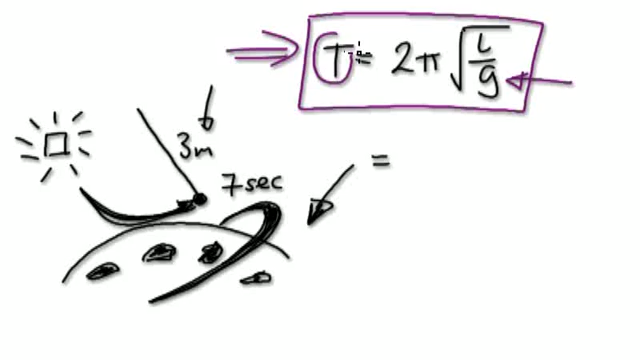 T = 2π √(L/g)
3m
7sec
=